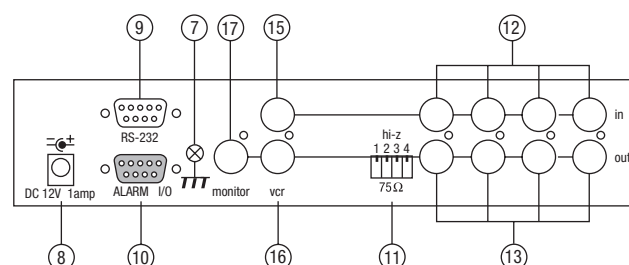 9 7 17 15 12
in
RS-232
hi-z
1 2 3 4
out
DC 12V 1amp ALARM I/O monitor vcr 75Ω
8 10 16 11 13